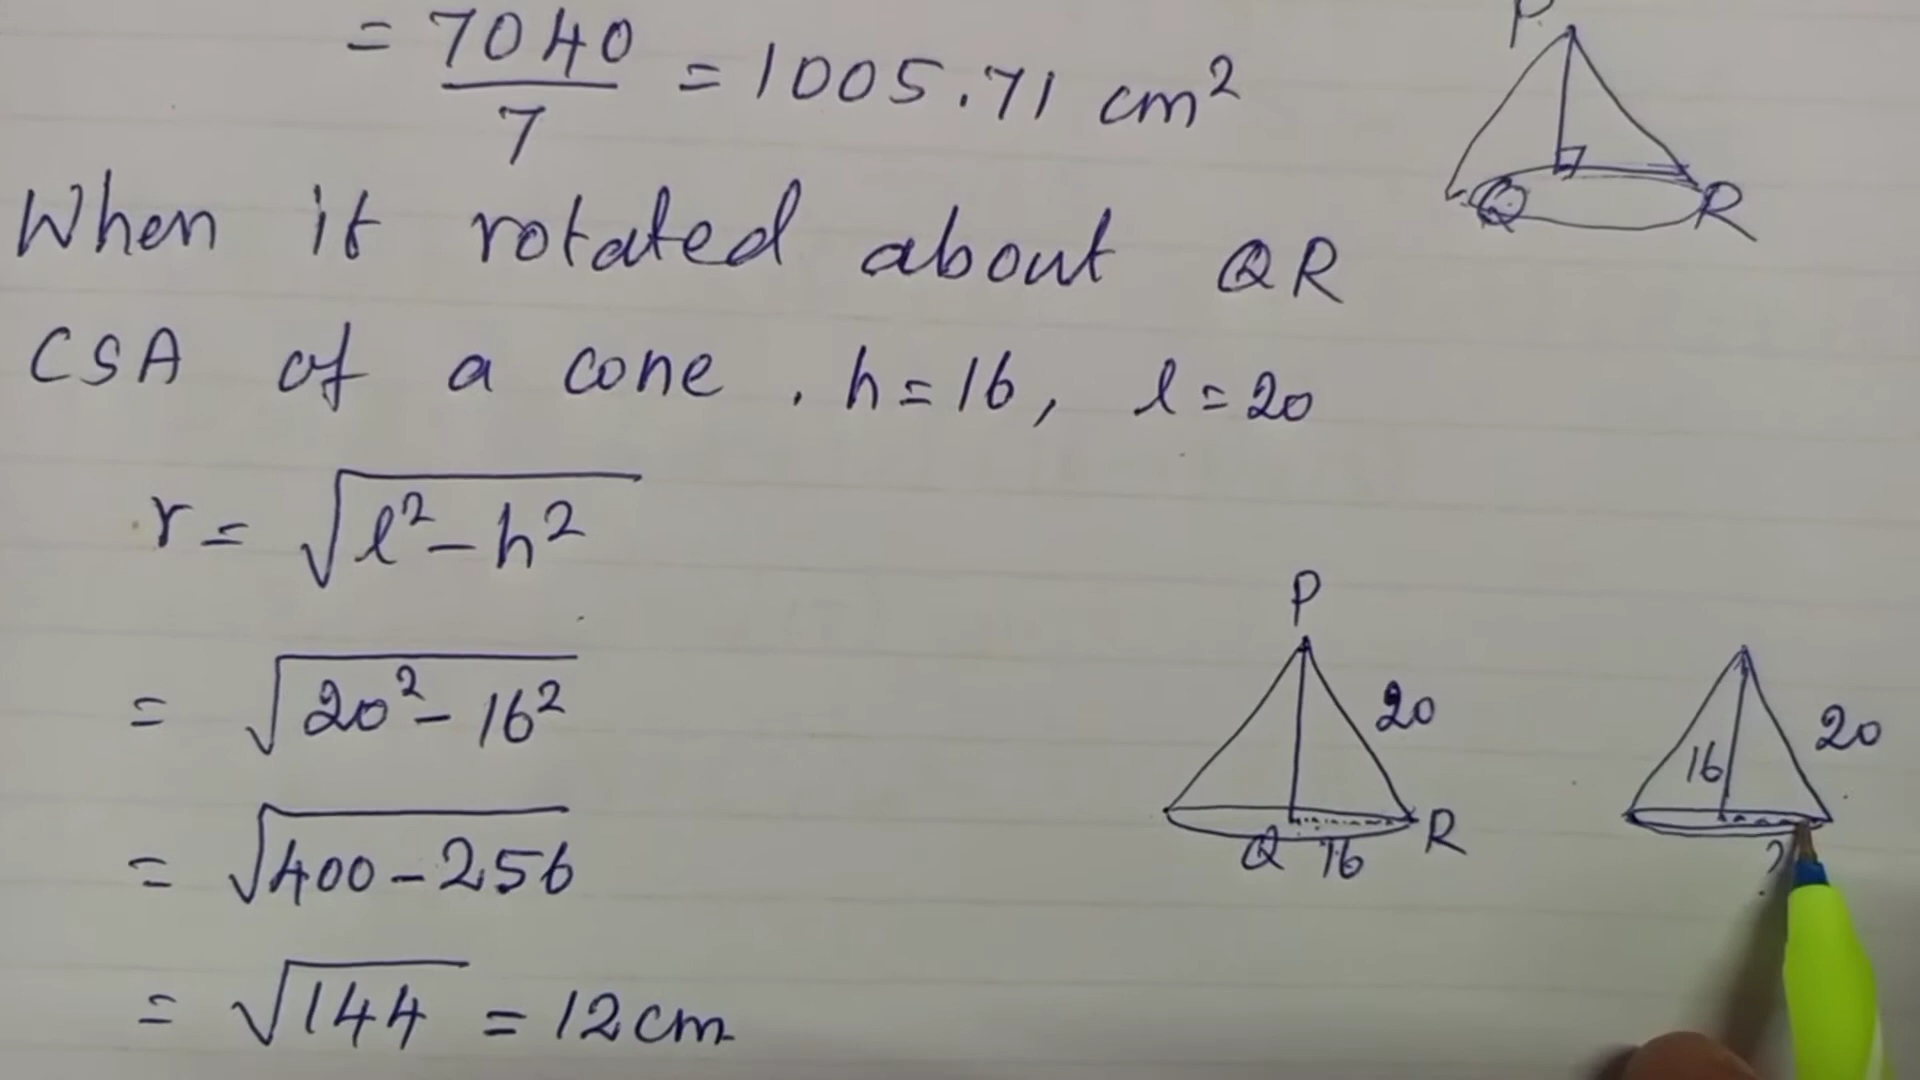 = 7040/7 = 1005.71 cm²
P
Q R
When it rotated about QR
CSA of a cone. h=16, l=20
r = √l²-h²
= √20²-16²
= √400-256
= √144 = 12cm
P
20
Q 16 R
16 20